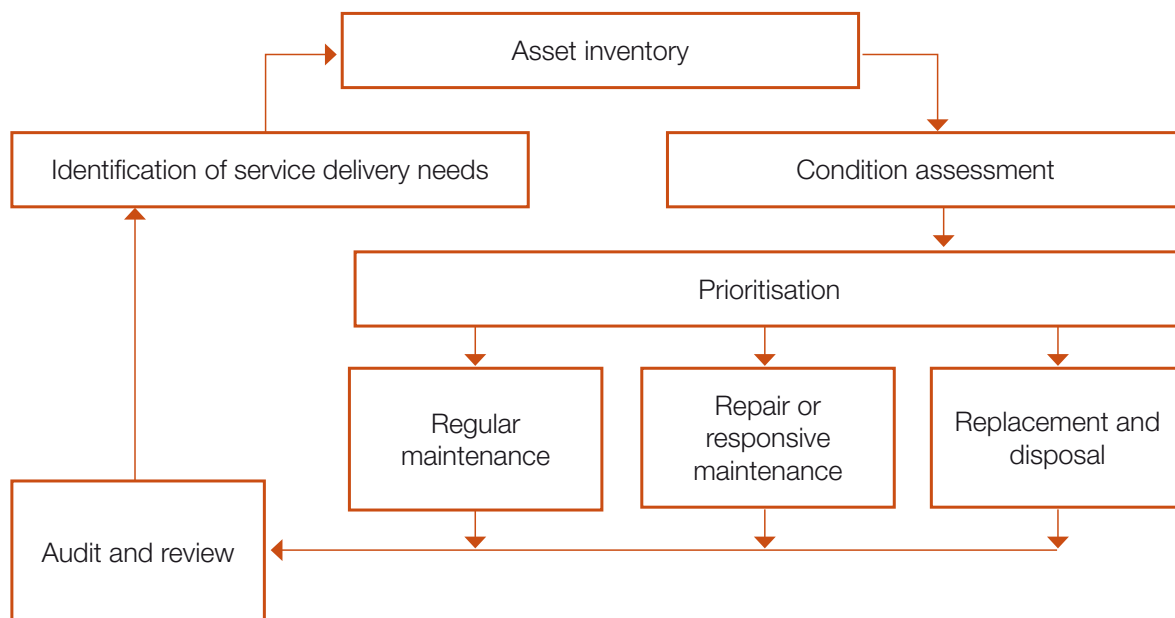 Asset inventory
Identification of service delivery needs
Condition assessment
Prioritisation
Regular
maintenance
Repair or
responsive
maintenance
Replacement and
disposal
Audit and review